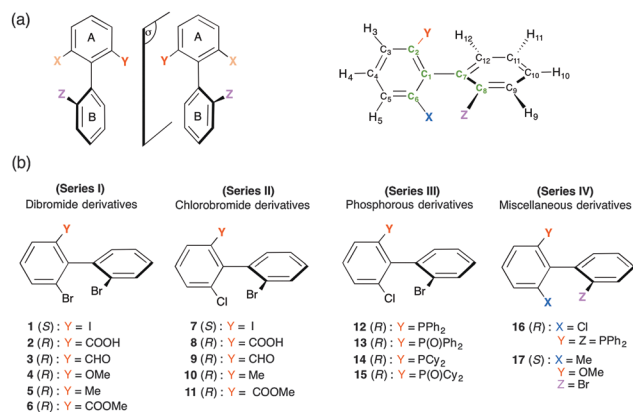 (a)
A
X
Y
Z
B
σ
A
Y
X
Z
B
Y
H3
C3
C2
H4
C4
C1
C5
C6
H5
X
H12
H11
C12
C11
C7
C10
H10
C8
C9
Z
H9
(b)
(Series I)
Dibromide derivatives
Y
Br
Br
1 (S): Y = I
2 (R): Y = COOH
3 (R): Y = CHO
4 (R): Y = OMe
5 (R): Y = Me
6 (R): Y = COOMe
(Series II)
Chlorobromide derivatives
Y
Cl
Br
7 (S): Y = I
8 (R): Y = COOH
9 (R): Y = CHO
10 (R): Y = Me
11 (R): Y = COOMe
(Series III)
Phosphorous derivatives
Y
Cl
Br
12 (R): Y = PPh2
13 (R): Y = P(O)Ph2
14 (R): Y = PCy2
15 (R): Y = P(O)Cy2
(Series IV)
Miscellaneous derivatives
Y
X
Z
16 (R): X = Cl
Y = Z = PPh2
17 (S): X = Me
Y = OMe
Z = Br